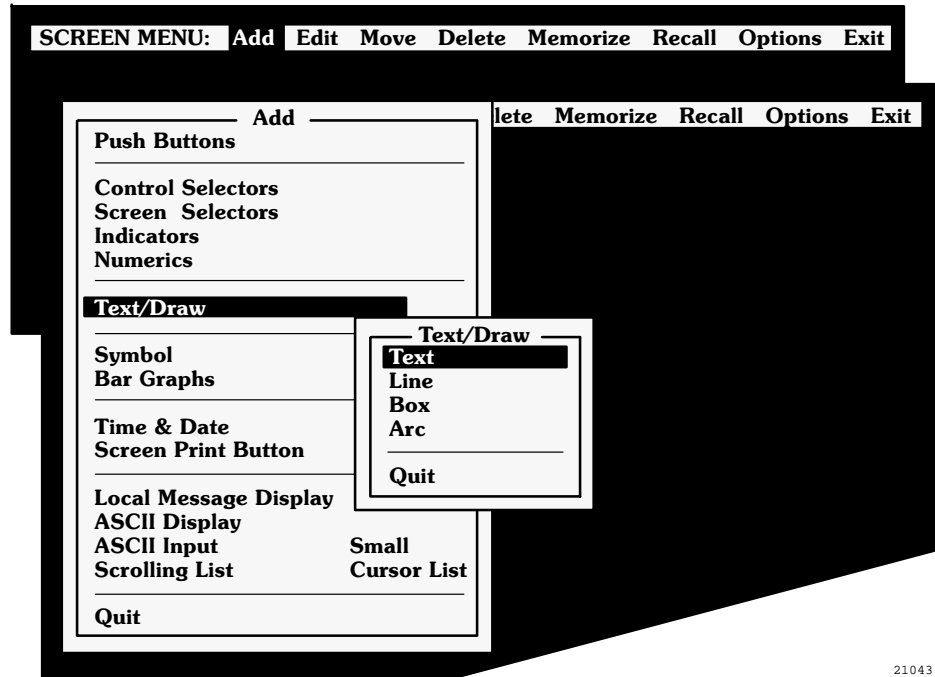 SCREEN MENU: Add Edit Move Delete Memorize Recall Options Exit
lete Memorize Recall Options Exit
Add
Push Buttons
Control Selectors
Screen Selectors
Indicators
Numerics
Text/Draw
Symbol
Bar Graphs
Time & Date
Screen Print Button
Local Message Display
ASCII Display
ASCII Input Small
Scrolling List Cursor List
Quit
Text/Draw
Text
Line
Box
Arc
Quit
21043